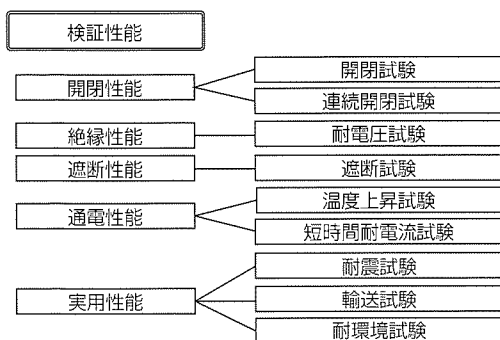 検証性能
開閉性能
開閉試験
連続開閉試験
絶縁性能
耐電圧試験
遮断性能
遮断試験
通電性能
温度上昇試験
短時間耐電流試験
実用性能
耐震試験
輸送試験
耐環境試験